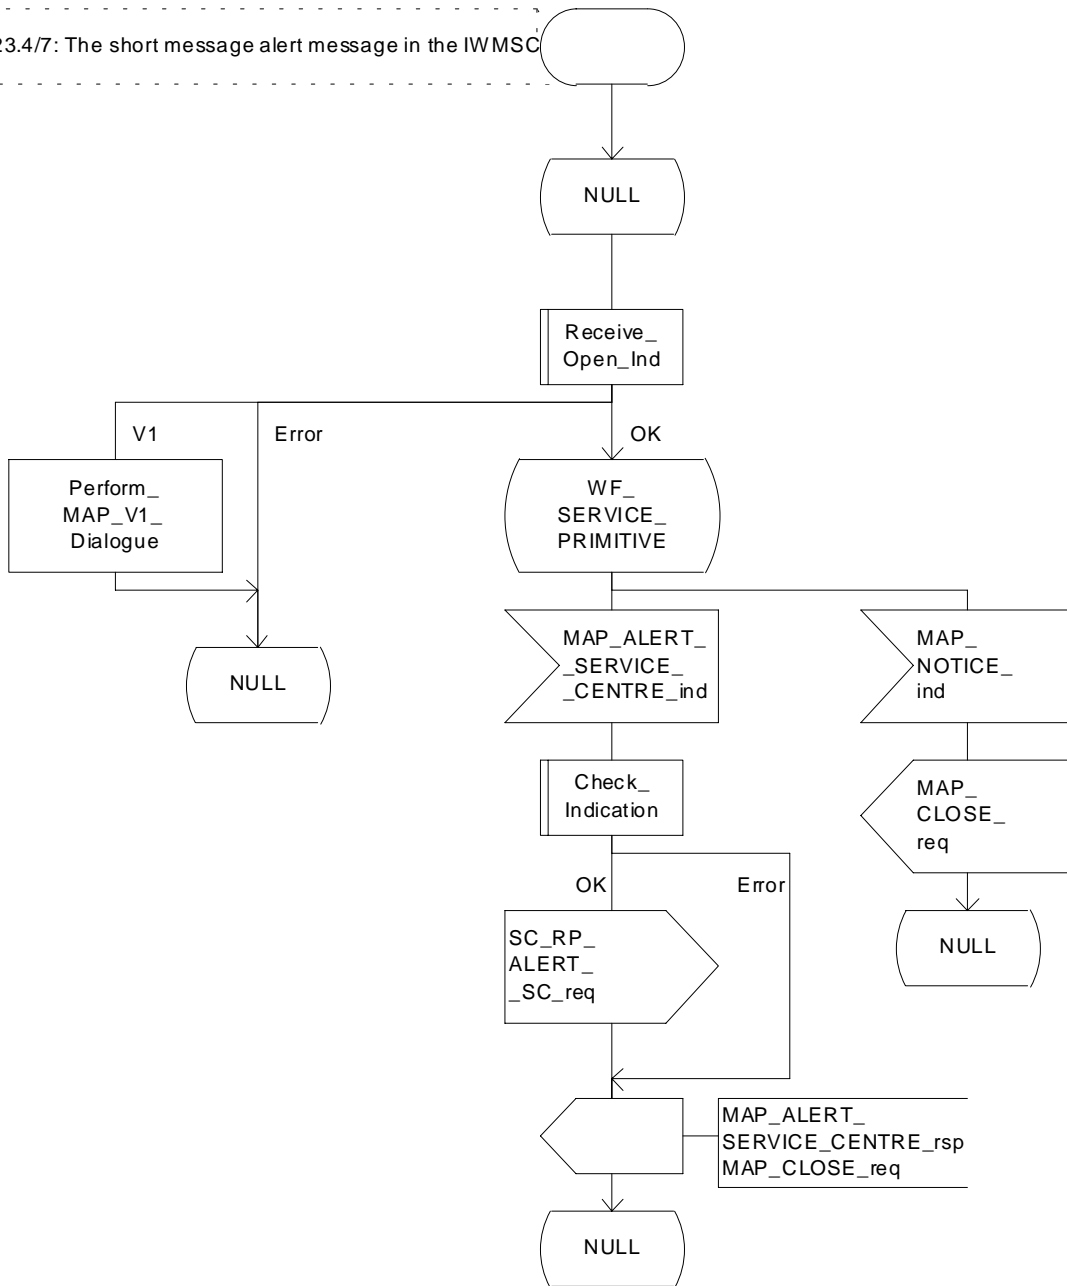 23.4/7: The short message alert message in the IWMSC
NULL
Receive_
Open_Ind
V1
Error
OK
Perform_
MAP_V1_
Dialogue
WF_
SERVICE_
PRIMITIVE
MAP_ALERT_
_SERVICE_
_CENTRE_ind
MAP_
NOTICE_
ind
NULL
Check_
Indication
MAP_
CLOSE_
req
OK
Error
SC_RP_
ALERT_
_SC_req
NULL
MAP_ALERT_
SERVICE_CENTRE_rsp
MAP_CLOSE_req
NULL